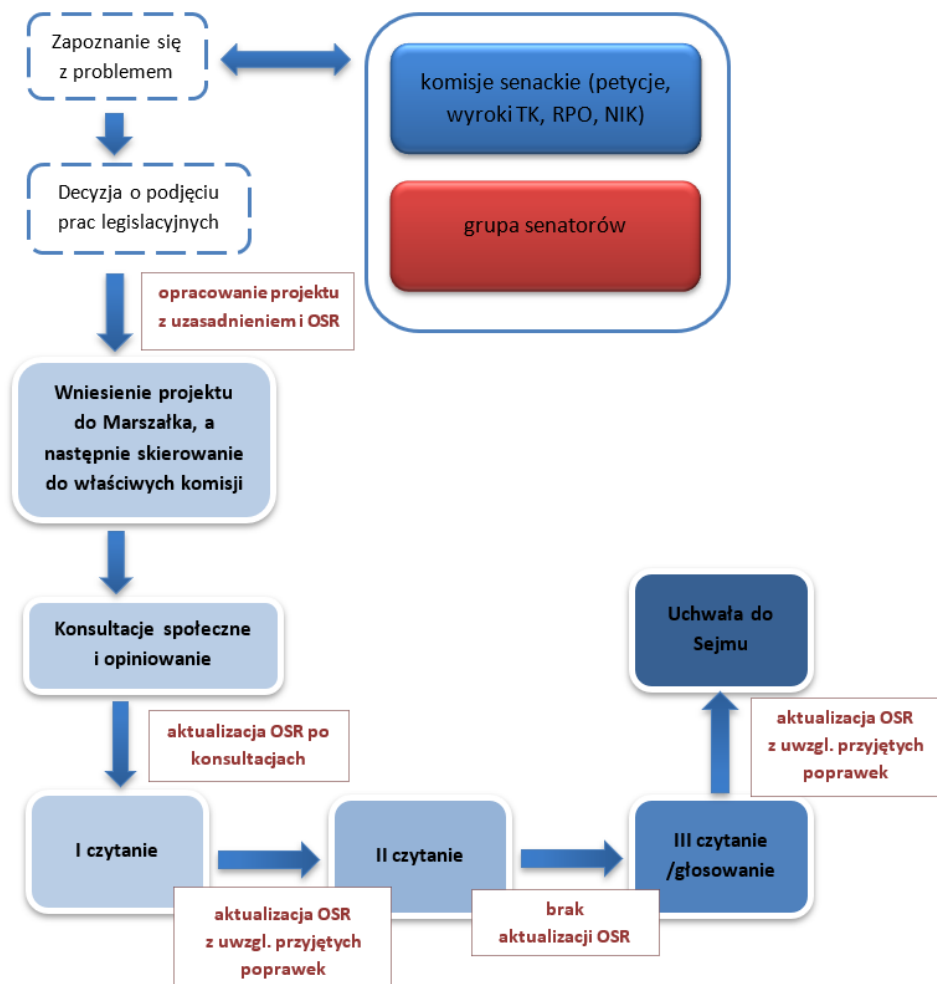 Zapoznanie się
z problemem
komisje senackie (petycje,
wyroki TK, RPO, NIK)
grupa senatorów
Decyzja o podjęciu
prac legislacyjnych
opracowanie projektu
z uzasadnieniem i OSR
Wniesienie projektu
do Marszałka, a
następnie skierowanie
do właściwych komisji
Konsultacje społeczne
i opiniowanie
aktualizacja OSR po
konsultacjach
I czytanie
aktualizacja OSR
z uwzgl. przyjętych
poprawek
II czytanie
brak
aktualizacji OSR
III czytanie
/głosowanie
aktualizacja OSR
z uwzgl. przyjętych
poprawek
Uchwała do
Sejmu